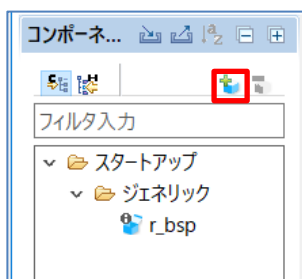 コンポーネ...
フィルタ入力
スタートアップ
ジェネリック
r_bsp